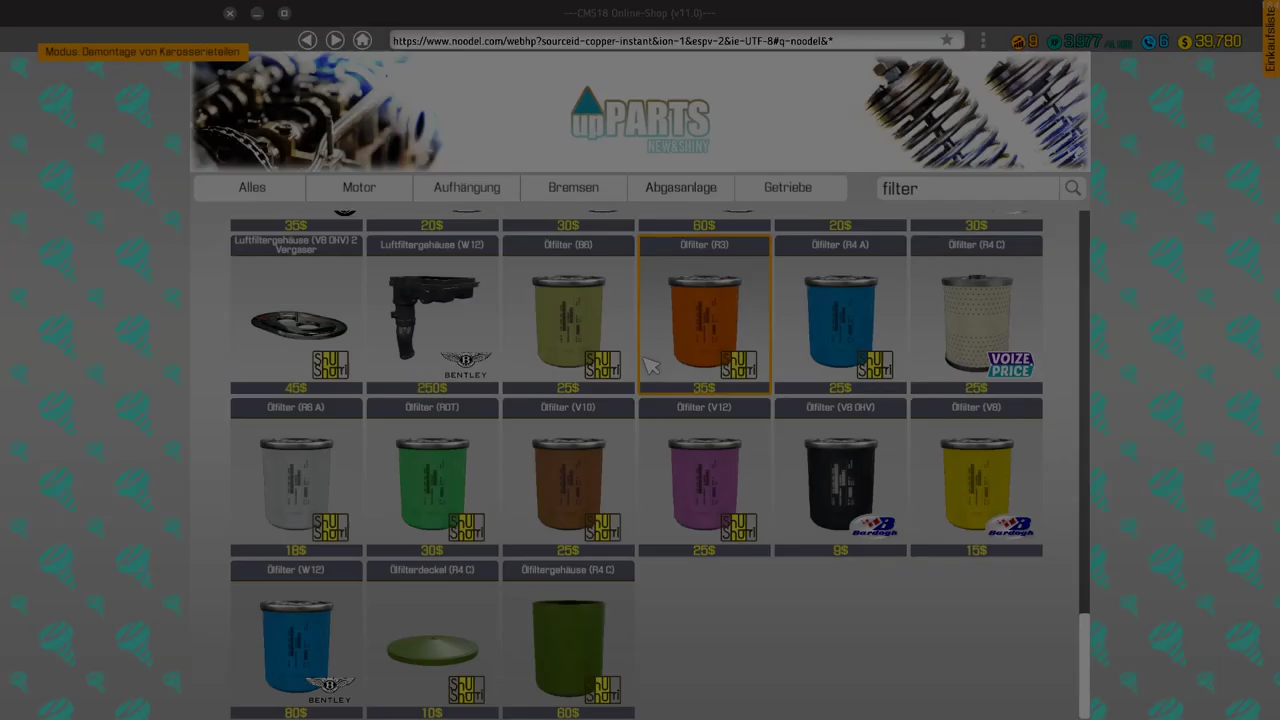 ---CMS18 Online-Shop (v11.0)---
Einkaufsliste
Modus: Demontage von Karosserieteilen
https://www.noodel.com/webhp?sourceid-copper-instant&ion-1&espv-2&ie-UTF-8#q-noodel&*
9
3,977
6
39,780
upPARTS
NEW&SHINY
Alles
Motor
Aufhängung
Bremsen
Abgasanlage
Getriebe
filter
35$
20$
30$
60$
20$
30$
Luftfiltergehäuse (V8 OHV) 2
Vergaser
Luftfiltergehäuse (W12)
Ölfilter (B6)
Ölfilter (R3)
Ölfilter (R4 A)
Ölfilter (R4 C)
BENTLEY
VOIZE
PRICE
45$
250$
25$
35$
25$
25$
Ölfilter (R6 A)
Ölfilter (ROT)
Ölfilter (V10)
Ölfilter (V12)
Ölfilter (V8 OHV)
Ölfilter (V8)
Bardogh
Bardogh
18$
30$
25$
25$
9$
15$
Ölfilter (W12)
Ölfilterdeckel (R4 C)
Ölfiltergehäuse (R4 C)
BENTLEY
80$
10$
60$